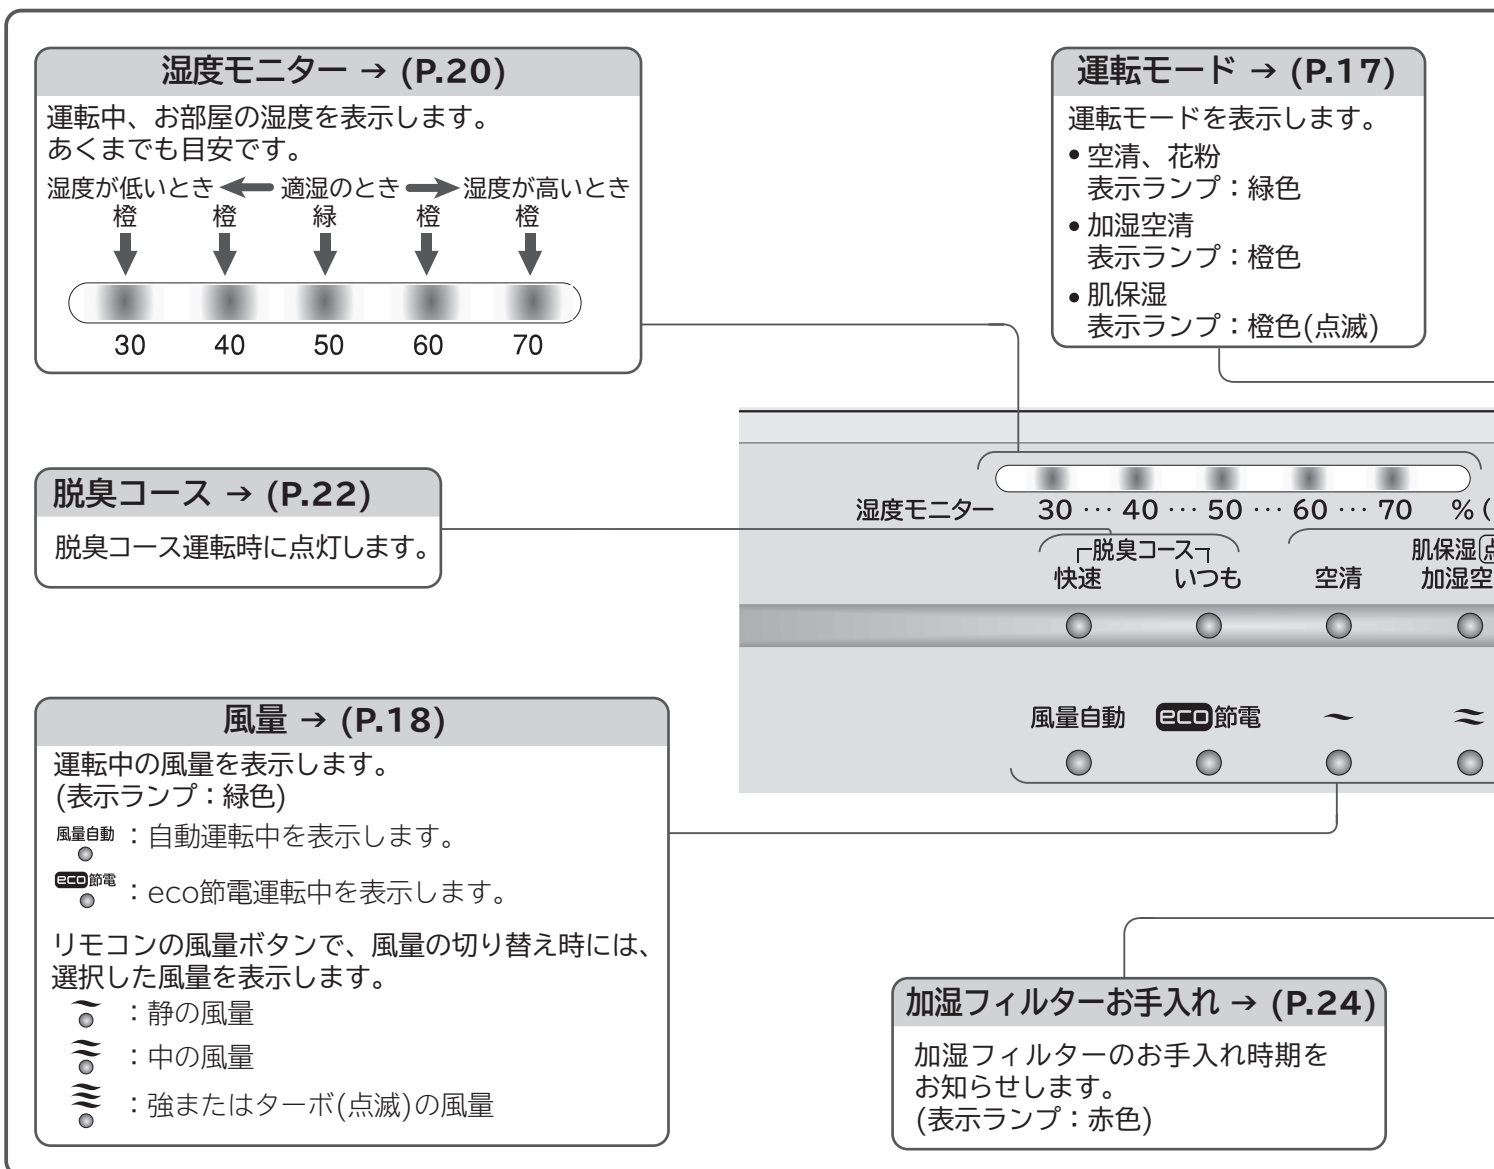 湿度モニター → (P.20)
運転中、お部屋の湿度を表示します。
あくまでも目安です。
湿度が低いとき 適湿のとき 湿度が高いとき
橙 橙 緑 橙 橙
30 40 50 60 70
運転モード → (P.17)
運転モードを表示します。
• 空清、花粉
表示ランプ：緑色
• 加湿空清
表示ランプ：橙色
• 肌保湿
表示ランプ：橙色(点滅)
脱臭コース → (P.22)
脱臭コース運転時に点灯します。
湿度モニター 30 … 40 … 50 … 60 … 70 % (
脱臭コース 肌保湿
快速 いつも 空清 加湿空
風量自動 eco節電
風量 → (P.18)
運転中の風量を表示します。
(表示ランプ：緑色)
風量自動 ：自動運転中を表示します。
eco節電 ：eco節電運転中を表示します。
リモコンの風量ボタンで、風量の切り替え時には、
選択した風量を表示します。
：静の風量
：中の風量
：強またはターボ(点滅)の風量
加湿フィルターお手入れ → (P.24)
加湿フィルターのお手入れ時期を
お知らせします。
(表示ランプ：赤色)